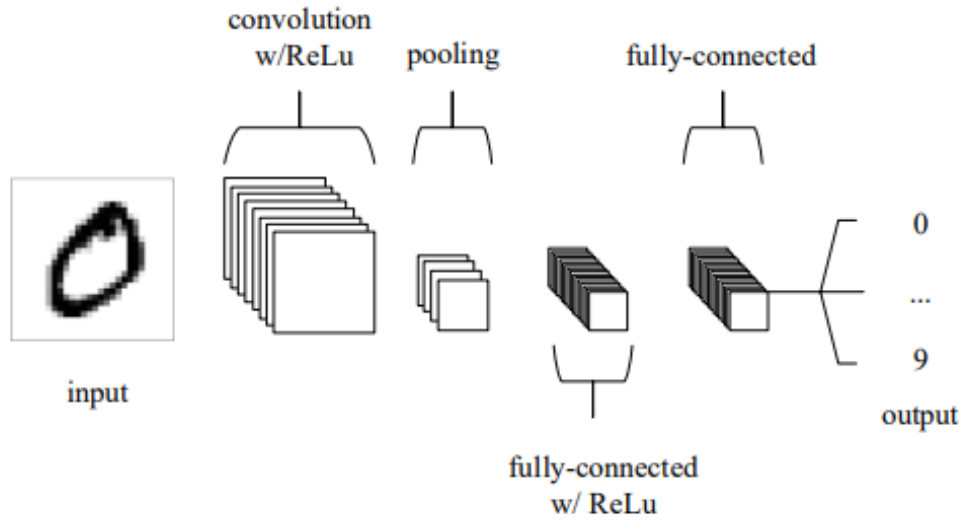 convolution
w/ReLu
pooling
fully-connected
0
...
9
input
output
fully-connected
w/ ReLu